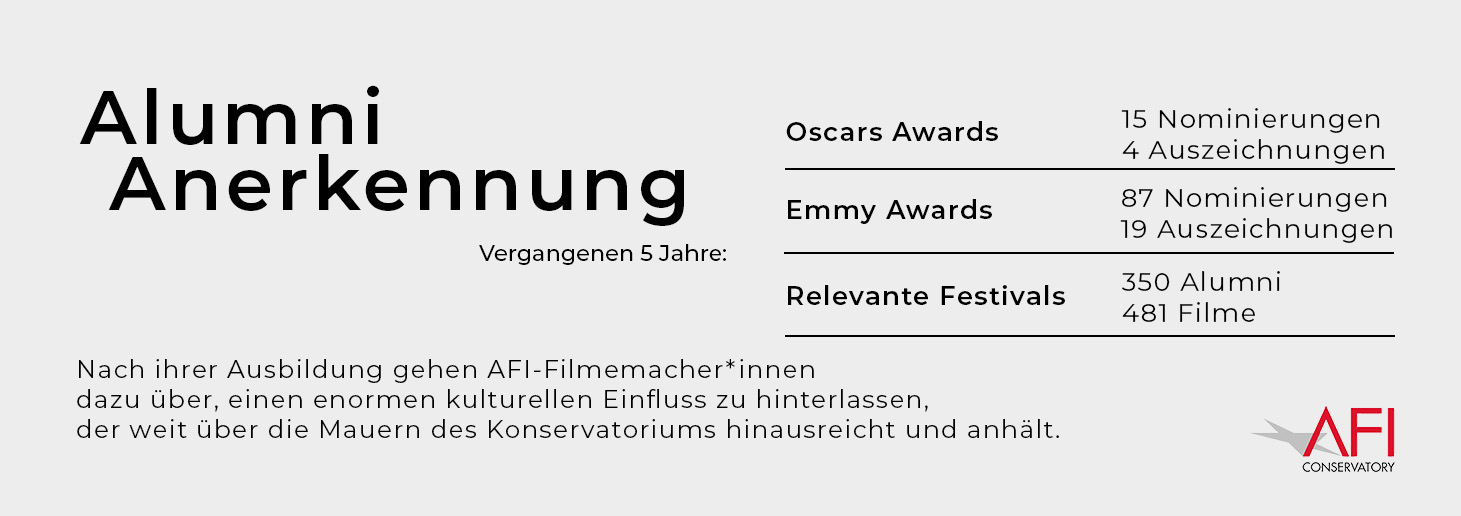 Alumni
Anerkennung
Vergangenen 5 Jahre:
Oscars Awards
15 Nominierungen
4 Auszeichnungen
Emmy Awards
87 Nominierungen
19 Auszeichnungen
Relevante Festivals
350 Alumni
481 Filme
Nach ihrer Ausbildung gehen AFI-Filmemacher*innen
dazu über, einen enormen kulturellen Einfluss zu hinterlassen,
der weit über die Mauern des Konservatoriums hinausreicht und anhält.
AFI
CONSERVATORY